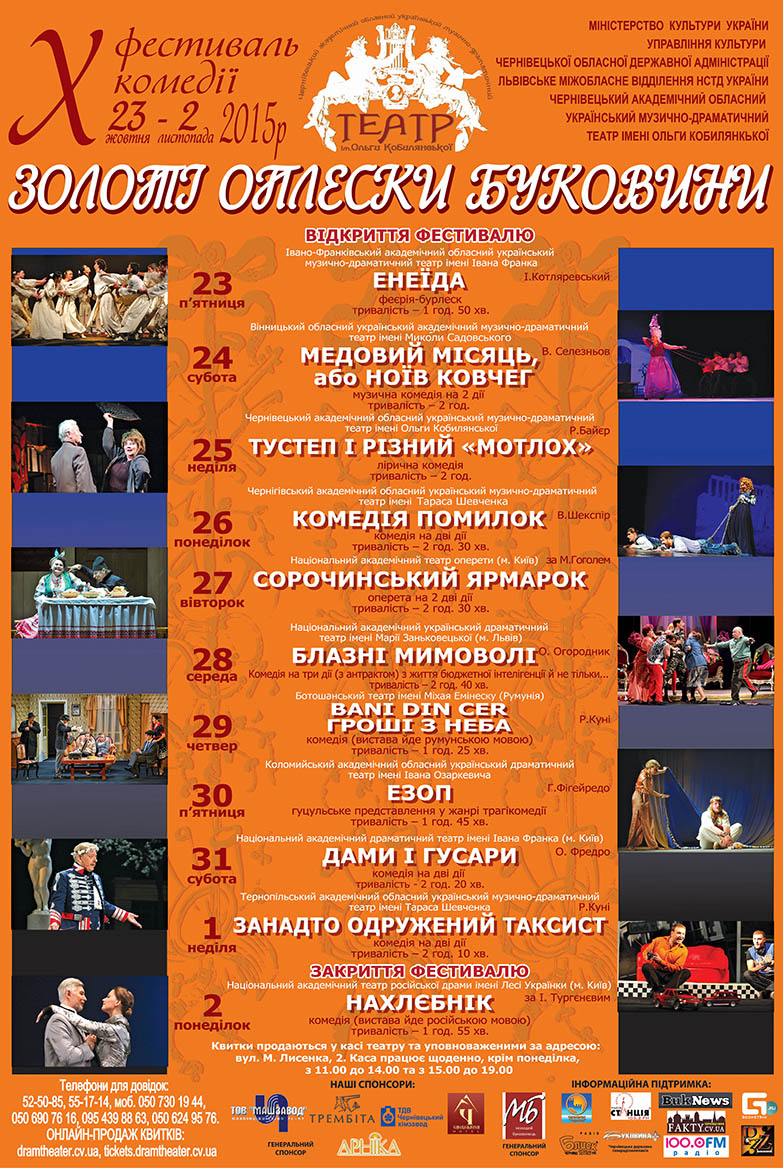 X фестиваль
комедії
23 - 2 2015р
жовтня листопада
Чернівецький академічний обласний український музично-драматичний
ТЕАТР
ім.Ольги Кобилянської
МІНІСТЕРСТВО КУЛЬТУРИ УКРАЇНИ
УПРАВЛІННЯ КУЛЬТУРИ
ЧЕРНІВЕЦЬКОЇ ОБЛАСНОЇ ДЕРЖАВНОЇ АДМІНІСТРАЦІЇ
ЛЬВІВСЬКЕ МІЖОБЛАСНЕ ВІДДІЛЕННЯ НСТД УКРАЇНИ
ЧЕРНІВЕЦЬКИЙ АКАДЕМІЧНИЙ ОБЛАСНИЙ
УКРАЇНСЬКИЙ МУЗИЧНО-ДРАМАТИЧНИЙ
ТЕАТР ІМЕНІ ОЛЬГИ КОБИЛЯНКЬКОЇ
ЗОЛОТІ ОПЛЕСКИ БУКОВИНИ
ВІДКРИТТЯ ФЕСТИВАЛЮ
Івано-Франківський академічний обласний український
музично-драматичний театр імені Івана Франка
23 п’ятниця
ЕНЕЇДА І.Котляревський
феєрія-бурлеск
тривалість – 1 год. 50 хв.
Вінницький обласний український академічний музично-драматичний
театр імені Миколи Садовського
24 субота
МЕДОВИЙ МІСЯЦЬ, В. Селезньов
або НОЇВ КОВЧЕГ
музична комедія на 2 дії
тривалість – 2 год.
Чернівецький академічний обласний український музично-драматичний
театр імені Ольги Кобилянської
25 неділя
ТУСТЕП І РІЗНИЙ «МОТЛОХ» Р.Байєр
лірична комедія
тривалість – 2 год.
Чернігівський академічний обласний український музично-драматичний
театр імені Тараса Шевченка
26 понеділок
КОМЕДІЯ ПОМИЛОК В.Шекспір
комедія на дві дії
тривалість – 2 год. 30 хв.
Національний академічний театр оперети (м. Київ) за М.Гоголем
27 вівторок
СОРОЧИНСЬКИЙ ЯРМАРОК
оперета на 2 дві дії
тривалість – 2 год. 30 хв.
Національний академічний український драматичний
театр імені Марії Заньковецької (м. Львів)
28 середа
БЛАЗНІ МИМОВОЛІ О. Огородник
Комедія на три дії (з антрактом) з життя бюджетної інтелігенції й не тільки...
тривалість – 2 год. 40 хв.
Ботошанський театр імені Міхая Емінеску (Румунія)
29 четвер
BANI DIN CER
ГРОШІ З НЕБА Р.Куні
комедія (вистава йде румунською мовою)
тривалість – 1 год. 25 хв.
Коломийський академічний обласний український драматичний
театр імені Івана Озаркевича
30 п’ятниця
ЕЗОП Г.Фігейредо
гуцульське представлення у жанрі трагікомедії
тривалість – 1 год. 45 хв.
Національний академічний драматичний театр імені Івана Франка (м. Київ)
31 субота
ДАМИ І ГУСАРИ О. Фредро
комедія на дві дії
тривалість - 2 год. 20 хв.
Тернопільський академічний обласний український музично-драматичний
театр імені Тараса Шевченка
1 неділя
ЗАНАДТО ОДРУЖЕНИЙ ТАКСИСТ Р.Куні
комедія на дві дії
тривалість – 2 год. 10 хв.
ЗАКРИТТЯ ФЕСТИВАЛЮ
Національний академічний театр російської драми імені Лесі Українки (м. Київ)
2 понеділок
НАХЛЄБНІК за І. Тургєнєвим
комедія (вистава йде російською мовою)
тривалість – 1 год. 55 хв.
Квитки продаються у касі театру та уповноваженими за адресою:
вул. М. Лисенка, 2. Каса працює щоденно, крім понеділка,
з 11.00 до 14.00 та з 15.00 до 19.00
Телефони для довідок:
52-50-85, 55-17-14, моб. 050 730 19 44,
050 690 76 16, 095 439 88 63, 050 624 95 76.
ОНЛАЙН-ПРОДАЖ КВИТКІВ:
dramtheater.cv.ua, tickets.dramtheater.cv.ua
НАШІ СПОНСОРИ:
ТОВ "МАШЗАВОД"
ГЕНЕРАЛЬНИЙ
СПОНСОР
ТРЕМБІТА
АРНІКА
ТДВ
Чернівецький
хімзавод
МБ
ГЕНЕРАЛЬНИЙ
СПОНСОР
ІНФОРМАЦІЙНА ПІДТРИМКА:
СТАНЦІЯ
BukNews
ФАКТИ
FAKTY.CV.UA
РАДІО
Блиск
100.0FM
радіо